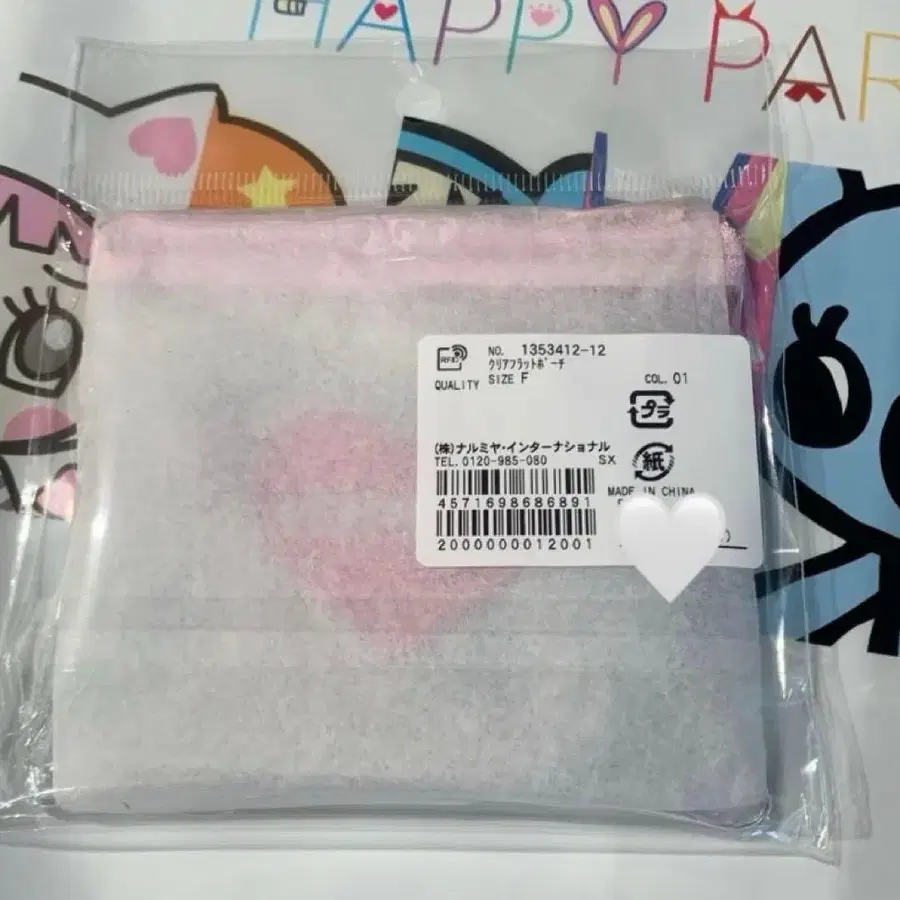 HAPPY PAR
RFID
NO. 1353412-12
クリアフラットポーチ
QUALITY SIZE F COL. 01
プラ
(株)ナルミヤ・インターナショナル
TEL. 0120-985-080 SX
紙
MADE IN CHINA
4571698686891
2000000012001